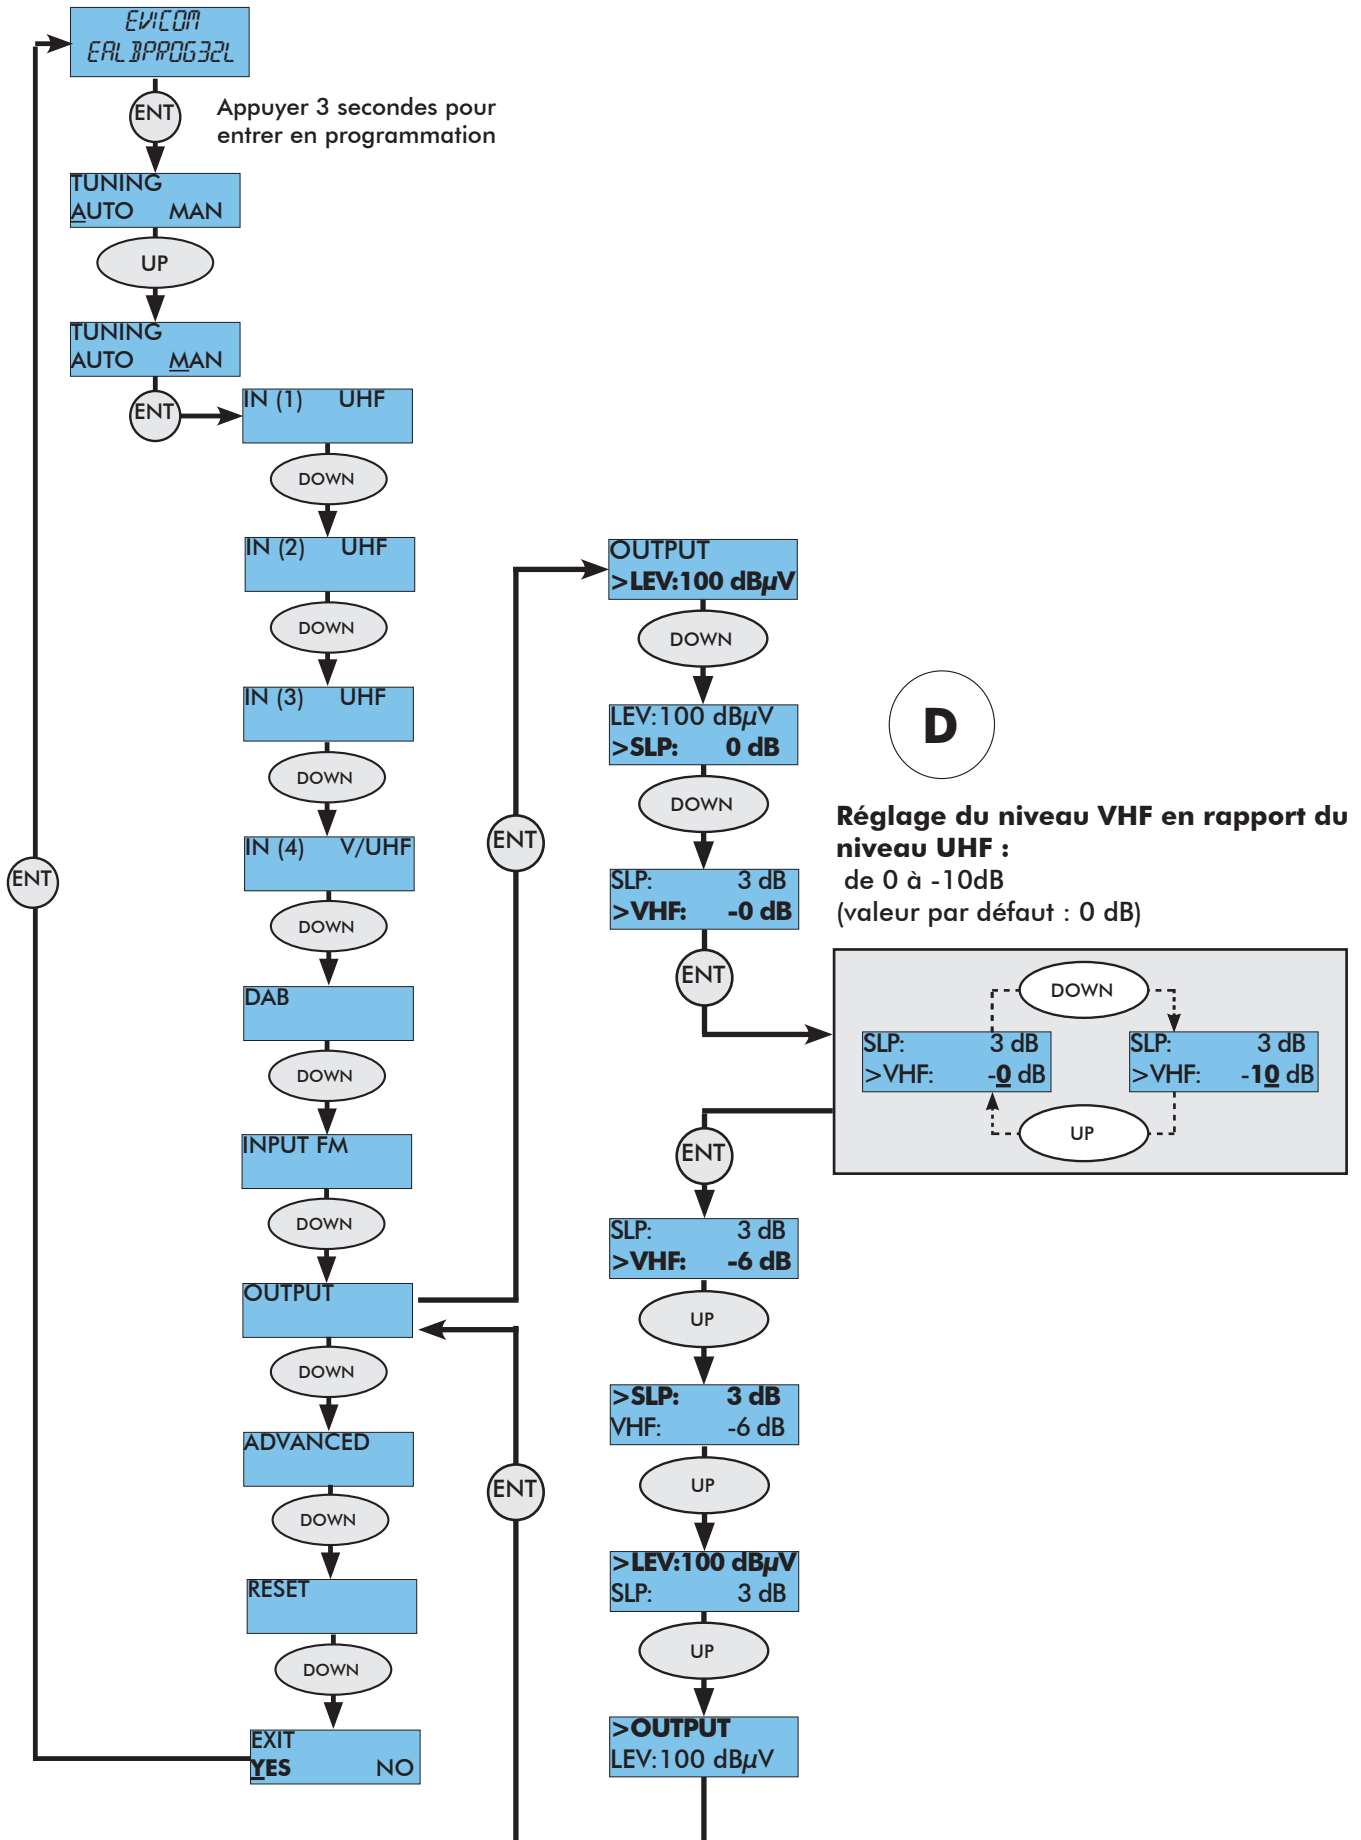 EVICOM
EALBPROG32L
ENT
Appuyer 3 secondes pour
entrer en programmation
TUNING
AUTO MAN
UP
TUNING
AUTO MAN
ENT
IN (1) UHF
DOWN
IN (2) UHF
DOWN
IN (3) UHF
DOWN
IN (4) V/UHF
DOWN
DAB
DOWN
INPUT FM
DOWN
OUTPUT
DOWN
ADVANCED
DOWN
RESET
DOWN
EXIT
YES NO
ENT
ENT
OUTPUT
>LEV:100 dBµV
DOWN
LEV:100 dBµV
>SLP: 0 dB
DOWN
SLP: 3 dB
>VHF: -0 dB
ENT
D
Réglage du niveau VHF en rapport du
niveau UHF :
de 0 à -10dB
(valeur par défaut : 0 dB)
DOWN
SLP: 3 dB
>VHF: -0 dB
SLP: 3 dB
>VHF: -10 dB
UP
ENT
SLP: 3 dB
>VHF: -6 dB
UP
>SLP: 3 dB
VHF: -6 dB
UP
>LEV:100 dBµV
SLP: 3 dB
UP
>OUTPUT
LEV:100 dBµV
ENT